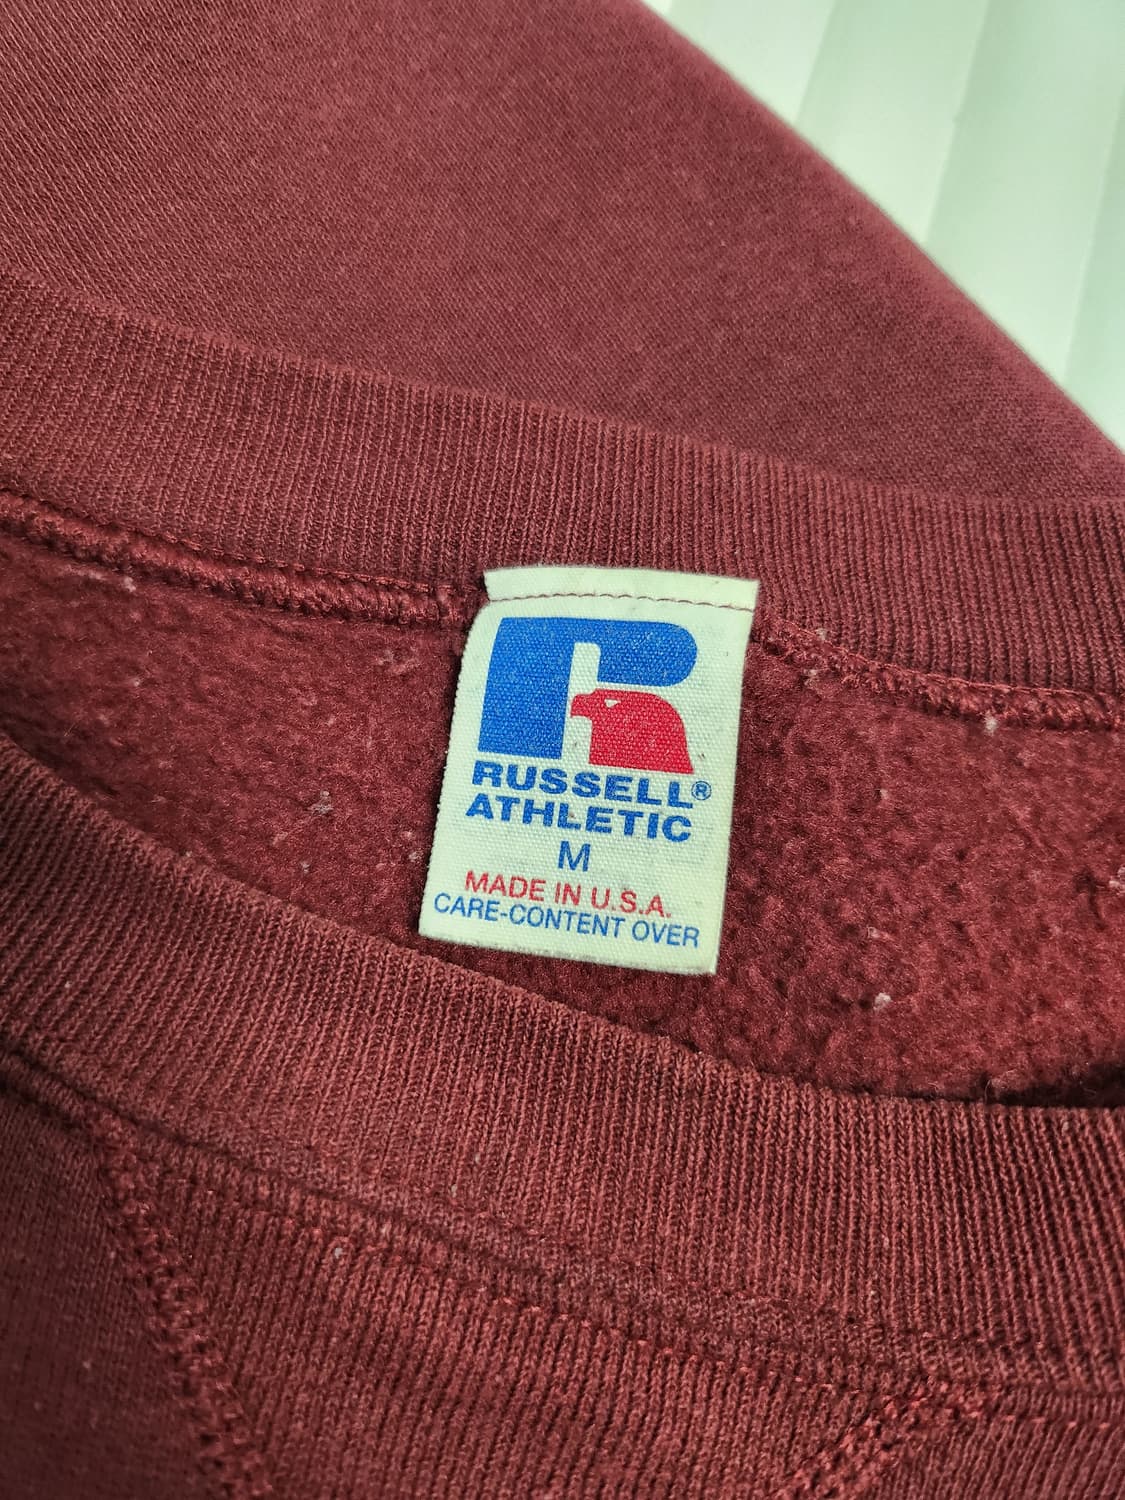 R
RUSSELL®
ATHLETIC
M
MADE IN U.S.A.
CARE-CONTENT OVER